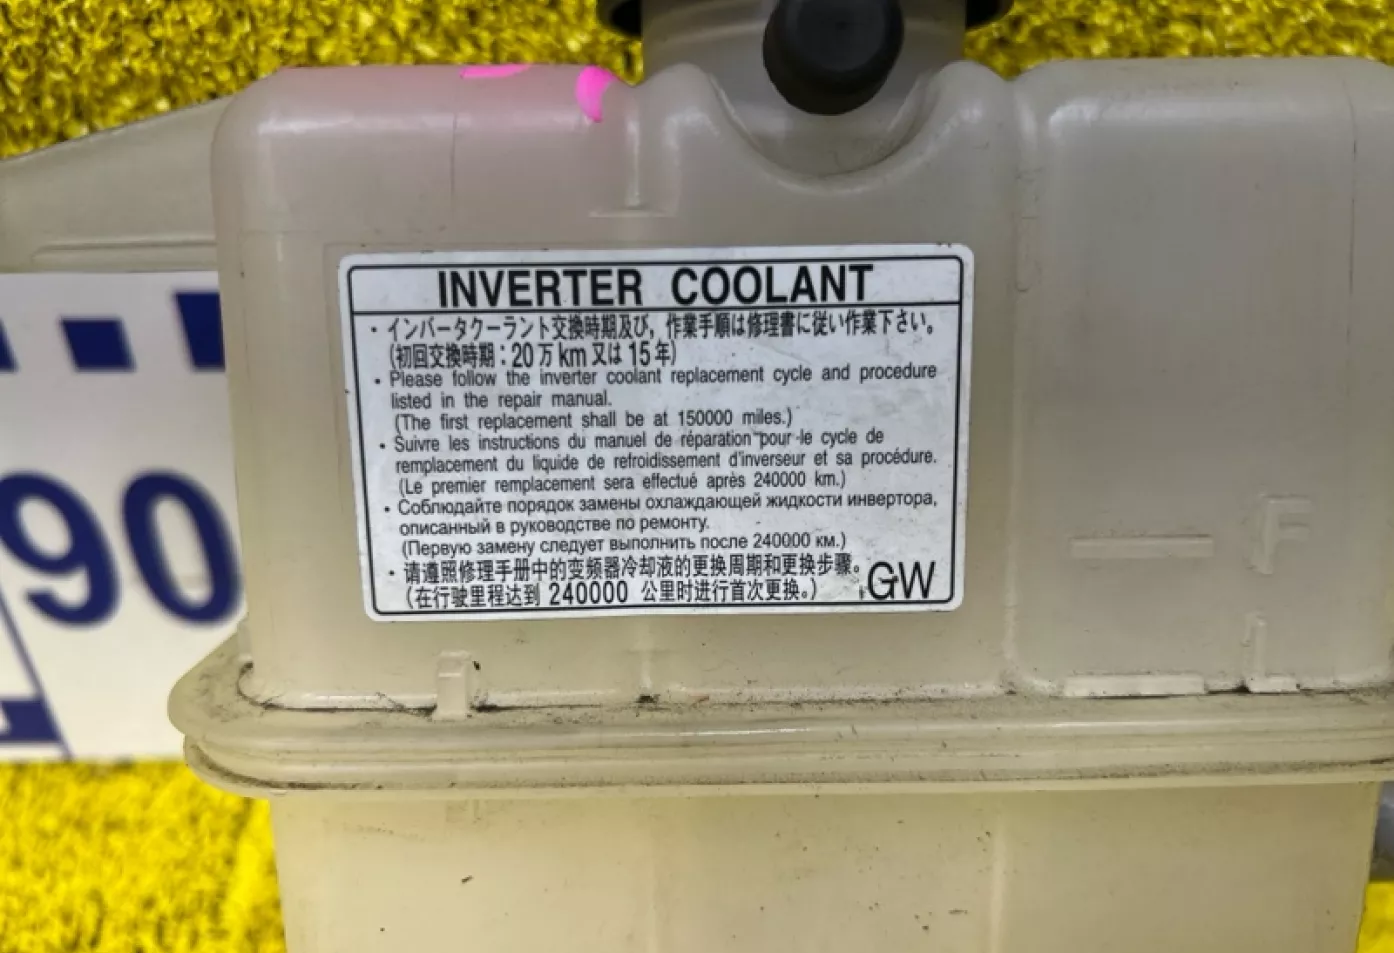 INVERTER COOLANT
・インバータクーラント交換時期及び，作業手順は修理書に従い作業下さい。
(初回交換時期：20万km又は15年)
・Please follow the inverter coolant replacement cycle and procedure
listed in the repair manual.
(The first replacement shall be at 150000 miles.)
・Suivre les instructions du manuel de réparation pour le cycle de
remplacement du liquide de refroidissement d'inverseur et sa procédure.
(Le premier remplacement sera effectué après 240000 km.)
・Соблюдайте порядок замены охлаждающей жидкости инвертора,
описанный в руководстве по ремонту.
(Первую замену следует выполнить после 240000 км.)
・请遵照修理手册中的变频器冷却液的更换周期和更换步骤。
(在行驶里程达到 240000 公里时进行首次更换。)
GW
F
L
90